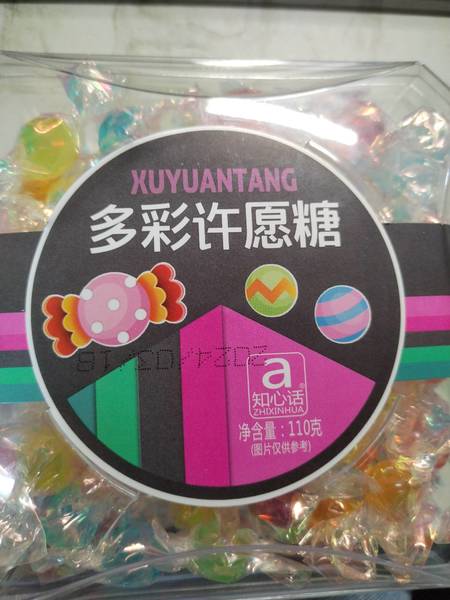 XUYUANTANG
多彩许愿糖
2024/03/18
a
知心话
ZHIXINHUA
净含量：110克
(图片仅供参考)